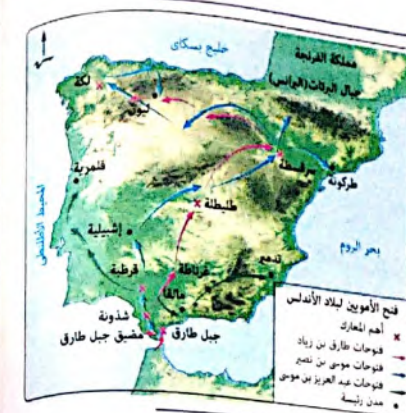 خليج بسكاي
مملكة الفرنجة
جبال البرتات (البرانس)
لكة
ليون
سرقسطة
طركونة
قلمرية
المحيط الأطلسي
طليطلة
بحر الروم
إشبيلية
تدمير
قرطبة
غرناطة
مالقا
شذونة
مضيق جبل طارق
جبل طارق
فتح الأمويين لبلاد الأندلس
أهم المعارك
فتوحات طارق بن زياد
فتوحات موسى بن نصير
فتوحات عبد العزيز بن موسى
مدن رئيسة